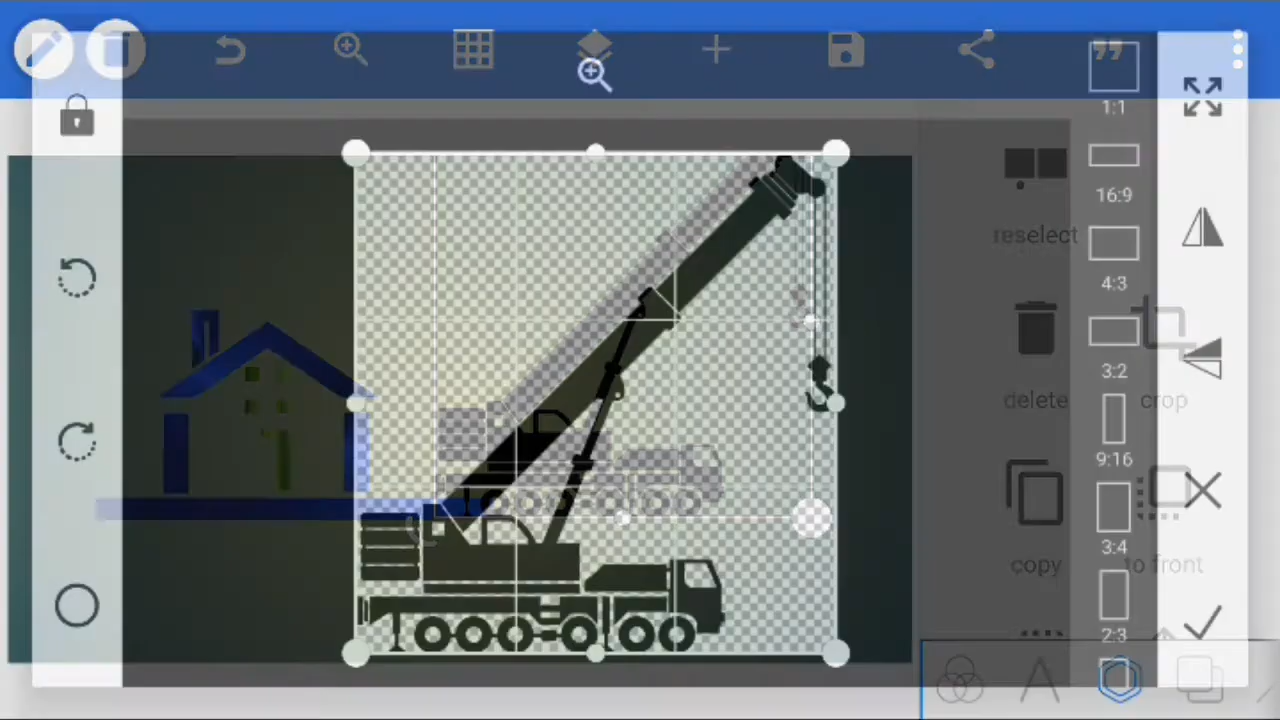 1:1
16:9
reselect
4:3
3:2
delete
crop
9:16
3:4
copy
to front
2:3